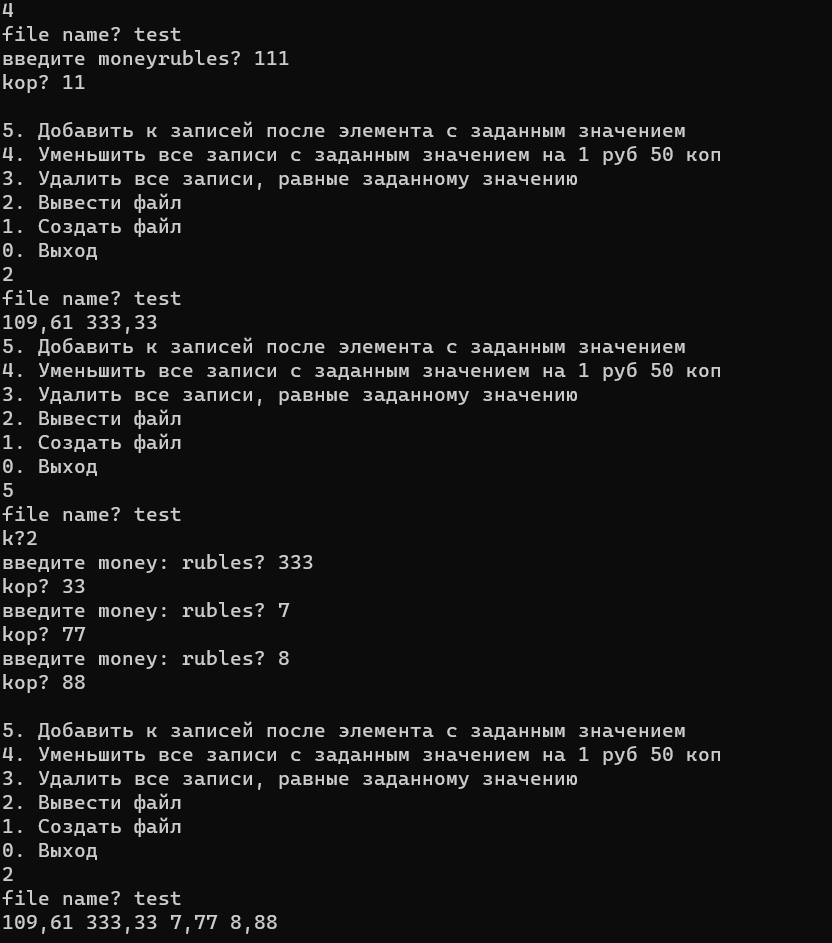 4
file name? test
введите moneyrubles? 111
kop? 11
5. Добавить к записей после элемента с заданным значением
4. Уменьшить все записи с заданным значением на 1 руб 50 коп
3. Удалить все записи, равные заданному значению
2. Вывести файл
1. Создать файл
0. Выход
2
file name? test
109,61 333,33
5. Добавить к записей после элемента с заданным значением
4. Уменьшить все записи с заданным значением на 1 руб 50 коп
3. Удалить все записи, равные заданному значению
2. Вывести файл
1. Создать файл
0. Выход
5
file name? test
k?2
введите money: rubles? 333
kop? 33
введите money: rubles? 7
kop? 77
введите money: rubles? 8
kop? 88
5. Добавить к записей после элемента с заданным значением
4. Уменьшить все записи с заданным значением на 1 руб 50 коп
3. Удалить все записи, равные заданному значению
2. Вывести файл
1. Создать файл
0. Выход
2
file name? test
109,61 333,33 7,77 8,88